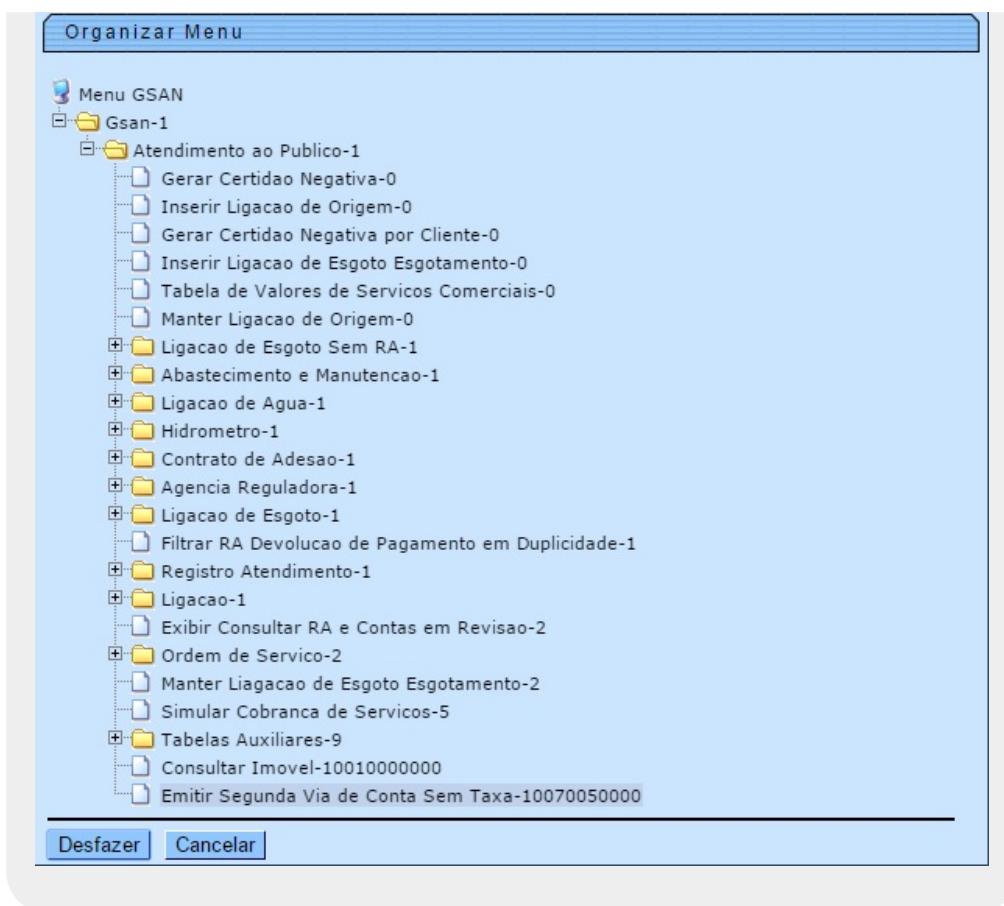 Organizar Menu
Menu GSAN
Gsan-1
Atendimento ao Publico-1
Gerar Certidao Negativa-0
Inserir Ligacao de Origem-0
Gerar Certidao Negativa por Cliente-0
Inserir Ligacao de Esgoto Esgotamento-0
Tabela de Valores de Servicos Comerciais-0
Manter Ligacao de Origem-0
Ligacao de Esgoto Sem RA-1
Abastecimento e Manutencao-1
Ligacao de Agua-1
Hidrometro-1
Contrato de Adesao-1
Agencia Reguladora-1
Ligacao de Esgoto-1
Filtrar RA Devolucao de Pagamento em Duplicidade-1
Registro Atendimento-1
Ligacao-1
Exibir Consultar RA e Contas em Revisao-2
Ordem de Servico-2
Manter Liagacao de Esgoto Esgotamento-2
Simular Cobranca de Servicos-5
Tabelas Auxiliares-9
Consultar Imovel-10010000000
Emitir Segunda Via de Conta Sem Taxa-10070050000
Desfazer Cancelar